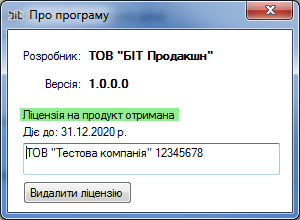 біт Про програму
Розробник: ТОВ "БІТ Продакшн"
Версія: 1.0.0.0
Ліцензія на продукт отримана
Діє до: 31.12.2020 р.
ТОВ "Тестова компанія" 12345678
Видалити ліцензію